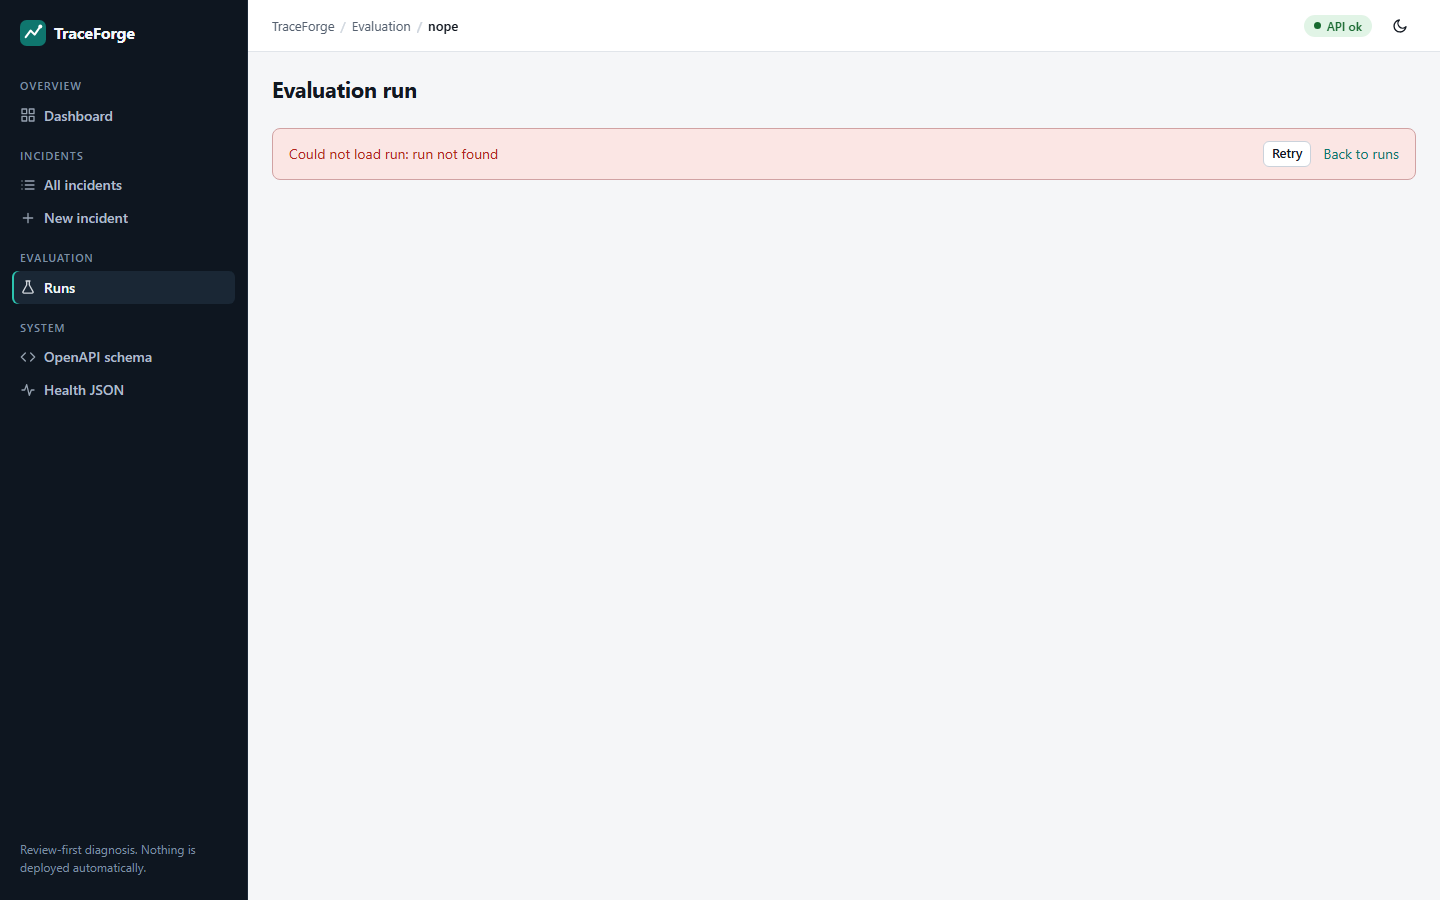 TraceForge
OVERVIEW
Dashboard
INCIDENTS
All incidents
New incident
EVALUATION
Runs
SYSTEM
OpenAPI schema
Health JSON
Review-first diagnosis. Nothing is
deployed automatically.
TraceForge / Evaluation / nope
API ok
Evaluation run
Could not load run: run not found
Retry
Back to runs